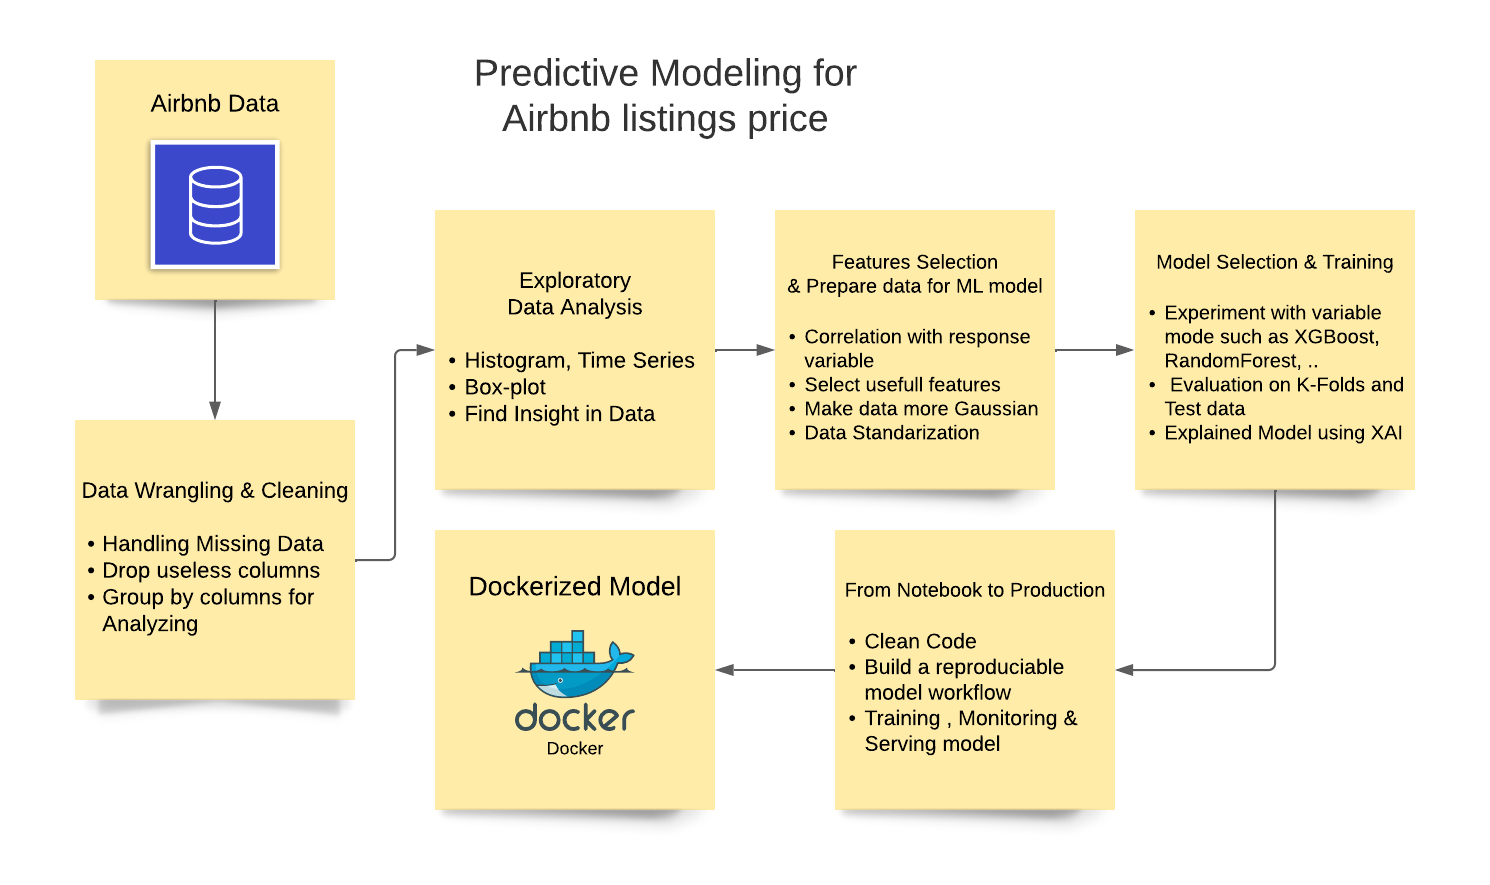 Predictive Modeling for
Airbnb listings price
Airbnb Data
Data Wrangling & Cleaning
• Handling Missing Data
• Drop useless columns
• Group by columns for
Analyzing
Exploratory
Data Analysis
• Histogram, Time Series
• Box-plot
• Find Insight in Data
Features Selection
& Prepare data for ML model
• Correlation with response
variable
• Select usefull features
• Make data more Gaussian
• Data Standarization
Model Selection & Training
• Experiment with variable
mode such as XGBoost,
RandomForest, ..
• Evaluation on K-Folds and
Test data
• Explained Model using XAI
From Notebook to Production
• Clean Code
• Build a reproduciable
model workflow
• Training , Monitoring &
Serving model
Dockerized Model
docker
Docker